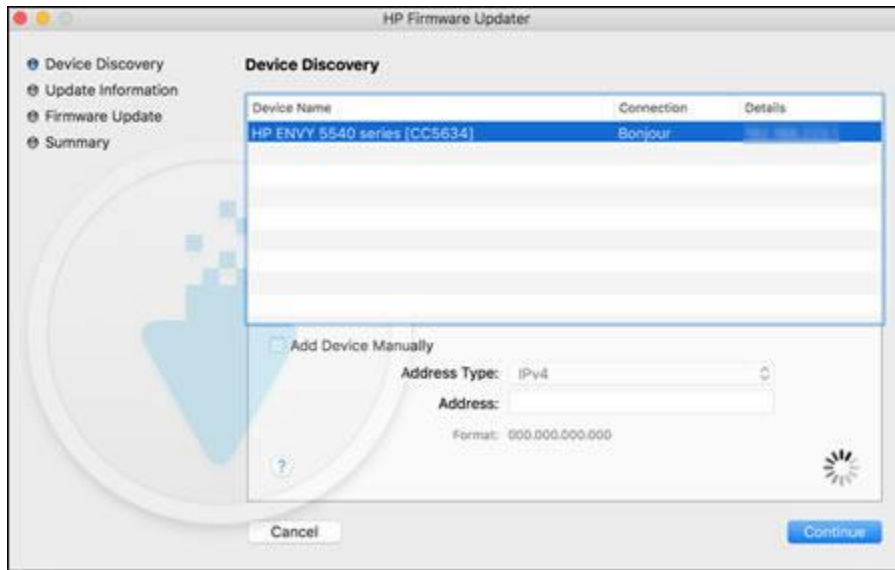 HP Firmware Updater
Device Discovery
Update Information
Firmware Update
Summary
Device Discovery
Device Name Connection Details
HP ENVY 5540 series [CC5634] Bonjour
Add Device Manually
Address Type: IPv4
Address:
Format: 000.000.000.000
?
Cancel Continue